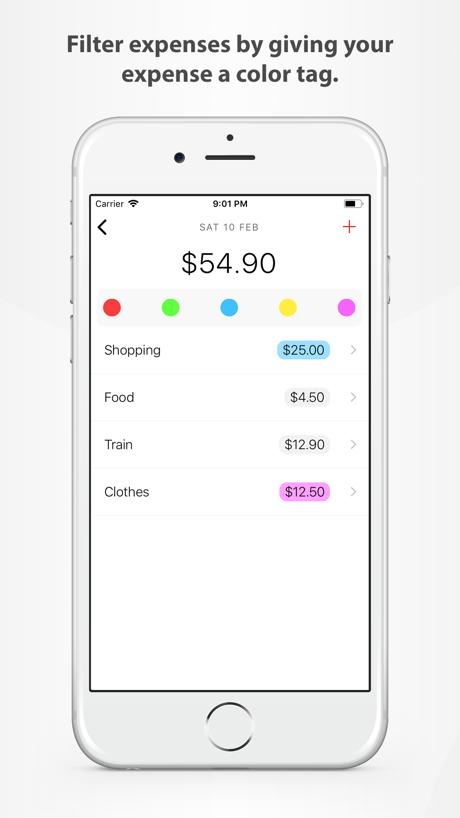 Filter expenses by giving your
expense a color tag.
Carrier 9:01 PM
SAT 10 FEB
$54.90
Shopping $25.00
Food $4.50
Train $12.90
Clothes $12.50